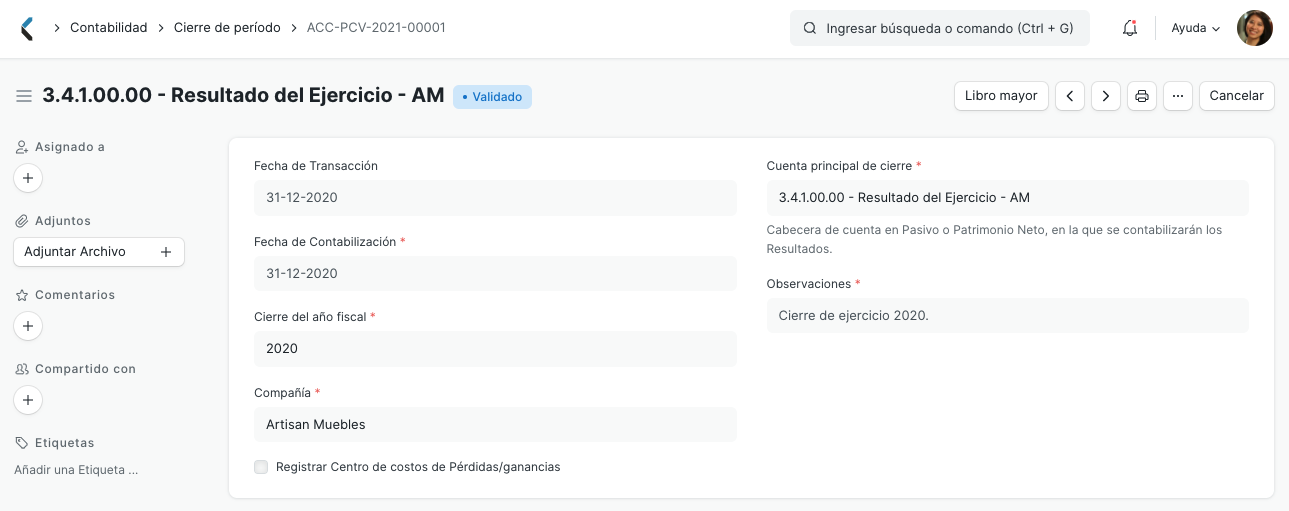 Contabilidad
Cierre de período
ACC-PCV-2021-00001
Ingresar búsqueda o comando (Ctrl + G)
Ayuda
3.4.1.00.00 - Resultado del Ejercicio - AM
• Validado
Libro mayor
···
Cancelar
Asignado a
+
Adjuntos
Adjuntar Archivo +
Comentarios
+
Compartido con
+
Etiquetas
Añadir una Etiqueta ...
Fecha de Transacción
31-12-2020
Fecha de Contabilización *
31-12-2020
Cierre del año fiscal *
2020
Compañía *
Artisan Muebles
Registrar Centro de costos de Pérdidas/ganancias
Cuenta principal de cierre *
3.4.1.00.00 - Resultado del Ejercicio - AM
Cabecera de cuenta en Pasivo o Patrimonio Neto, en la que se contabilizarán los
Resultados.
Observaciones *
Cierre de ejercicio 2020.